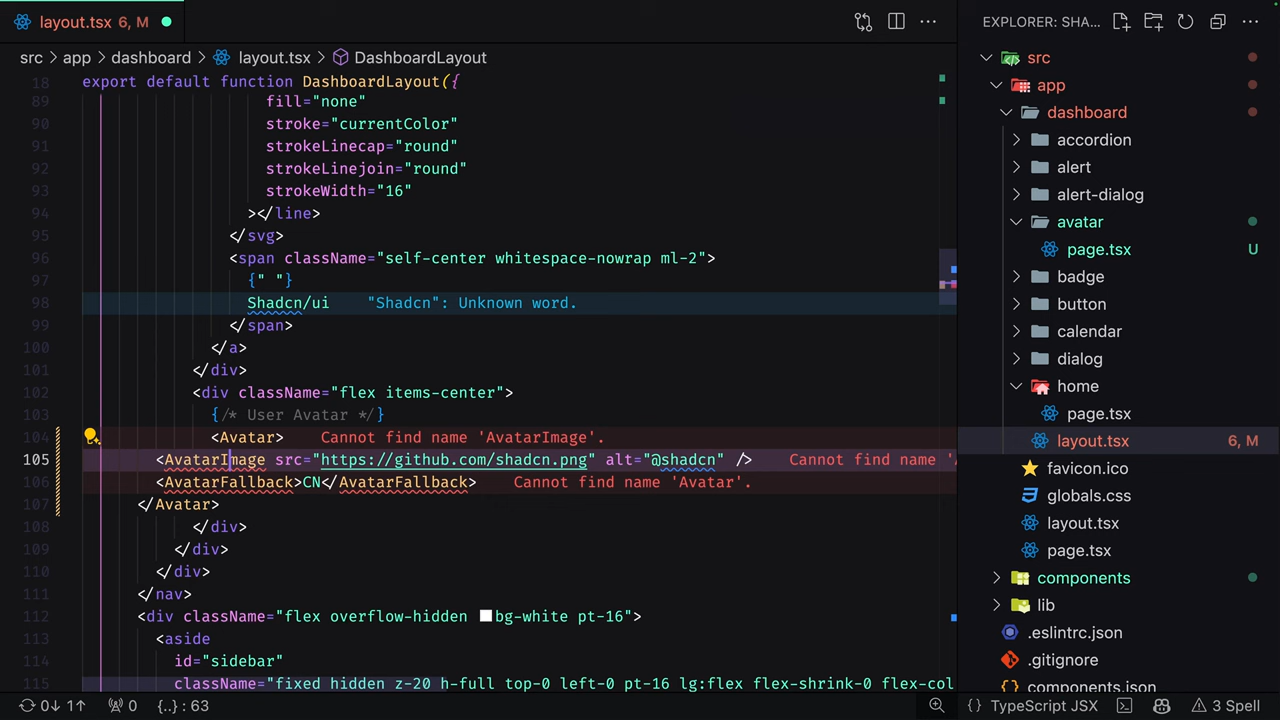 layout.tsx 6, M
EXPLORER: SHA...
src > app > dashboard > layout.tsx > DashboardLayout
18 export default function DashboardLayout({
89 fill="none"
90 stroke="currentColor"
91 strokeLinecap="round"
92 strokeLinejoin="round"
93 strokeWidth="16"
94 ></line>
95 </svg>
96 <span className="self-center whitespace-nowrap ml-2">
97 {" "}
98 Shadcn/ui "Shadcn": Unknown word.
99 </span>
100 </a>
101 </div>
102 <div className="flex items-center">
103 {/* User Avatar */}
104 <Avatar> Cannot find name 'AvatarImage'.
105 <AvatarImage src="https://github.com/shadcn.png" alt="@shadcn" /> Cannot find name '
106 <AvatarFallback>CN</AvatarFallback> Cannot find name 'Avatar'.
107 </Avatar>
108 </div>
109 </div>
110 </div>
111 </nav>
112 <div className="flex overflow-hidden bg-white pt-16">
113 <aside
114 id="sidebar"
115 className="fixed hidden z-20 h-full top-0 left-0 pt-16 lg:flex flex-shrink-0 flex-col
src
app
dashboard
accordion
alert
alert-dialog
avatar
page.tsx U
badge
button
calendar
dialog
home
page.tsx
layout.tsx 6, M
favicon.ico
globals.css
layout.tsx
page.tsx
components
lib
.eslintrc.json
.gitignore
components.json
0↓ 1↑ 0 {..} : 63
{} TypeScript JSX 3 Spell